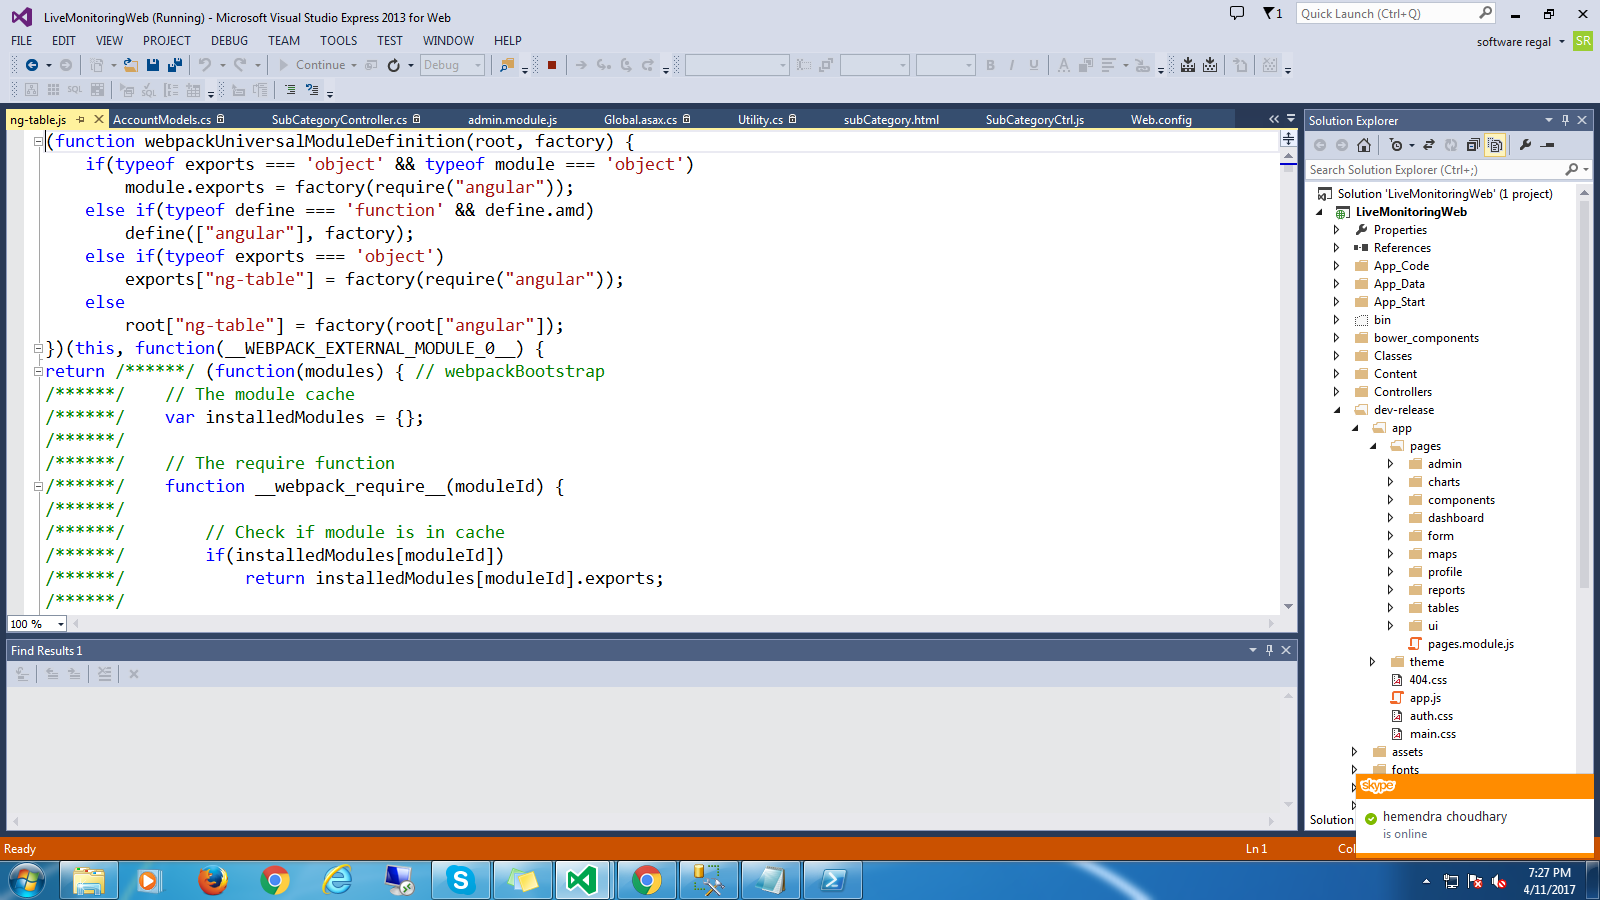 LiveMonitoringWeb (Running) - Microsoft Visual Studio Express 2013 for Web
1
Quick Launch (Ctrl+Q)
FILE EDIT VIEW PROJECT DEBUG TEAM TOOLS TEST WINDOW HELP
software regal
SR
Continue
Debug
B I U A
SQL
ng-table.js AccountModels.cs SubCategoryController.cs admin.module.js Global.asax.cs Utility.cs subCategory.html SubCategoryCtrl.js Web.config
(function webpackUniversalModuleDefinition(root, factory) {
if(typeof exports === 'object' && typeof module === 'object')
module.exports = factory(require("angular"));
else if(typeof define === 'function' && define.amd)
define(["angular"], factory);
else if(typeof exports === 'object')
exports["ng-table"] = factory(require("angular"));
else
root["ng-table"] = factory(root["angular"]);
})(this, function(__WEBPACK_EXTERNAL_MODULE_0__) {
return /******/ (function(modules) { // webpackBootstrap
/******/ // The module cache
/******/ var installedModules = {};
/******/
/******/ // The require function
/******/ function __webpack_require__(moduleId) {
/******/
/******/ // Check if module is in cache
/******/ if(installedModules[moduleId])
/******/ return installedModules[moduleId].exports;
/******/
100 %
Find Results 1
Solution Explorer
Search Solution Explorer (Ctrl+;)
Solution 'LiveMonitoringWeb' (1 project)
LiveMonitoringWeb
Properties
References
App_Code
App_Data
App_Start
bin
bower_components
Classes
Content
Controllers
dev-release
app
pages
admin
charts
components
dashboard
form
maps
profile
reports
tables
ui
pages.module.js
theme
404.css
app.js
auth.css
main.css
assets
fonts
Solution
skype
hemendra choudhary
is online
Ready
Ln 1
Col
7:27 PM
4/11/2017